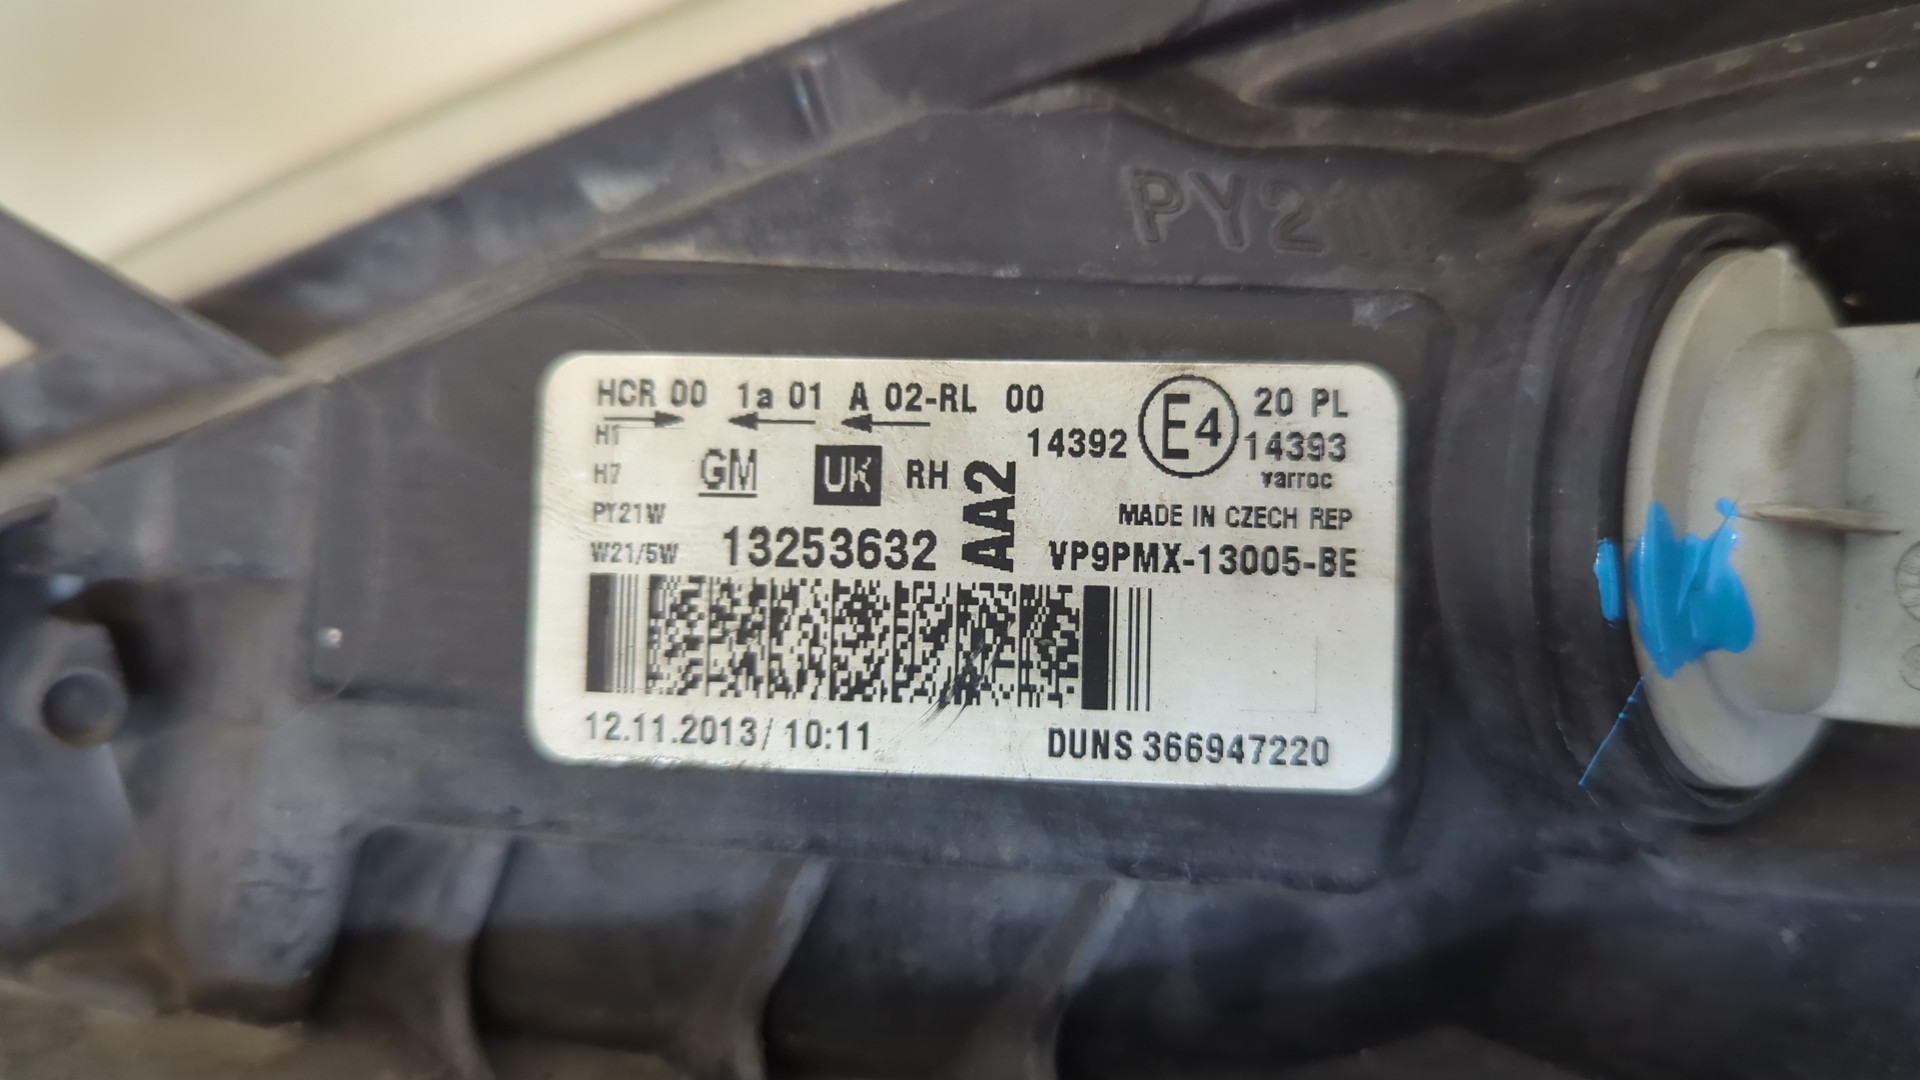 PY21W
HCR 00 1a 01 A 02-RL 00
20 PL
H1
14392 E4 14393
H7 GM UK RH AA2
varroc
PY21W
MADE IN CZECH REP
W21/5W 13253632 VP9PMX-13005-BE
12.11.2013/ 10:11
DUNS 366947220